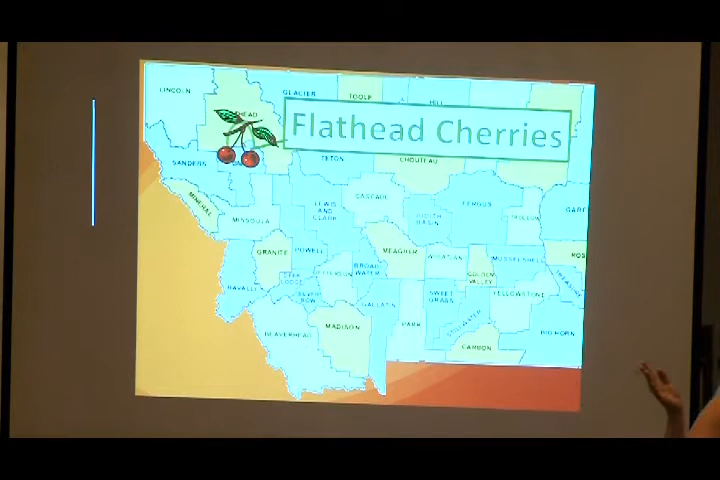 LINCOLN
GLACIER
TOOLE
HILL
Flathead Cherries
SANDERS
TETON
CHOUTEAU
MINERAL
MISSOULA
LEWIS
AND
CLARK
CASCADE
JUDITH
BASIN
FERGUS
GRANITE
POWELL
MEAGHER
WHEATLAND
MUSSELSHELL
GOLDEN
VALLEY
TREASURE
RAVALLI
DEER
LODGE
SILVER
BOW
JEFFERSON
BROAD
WATER
GALLATIN
PARK
SWEET
GRASS
STILLWATER
YELLOWSTONE
BIG HORN
BEAVERHEAD
MADISON
CARBON